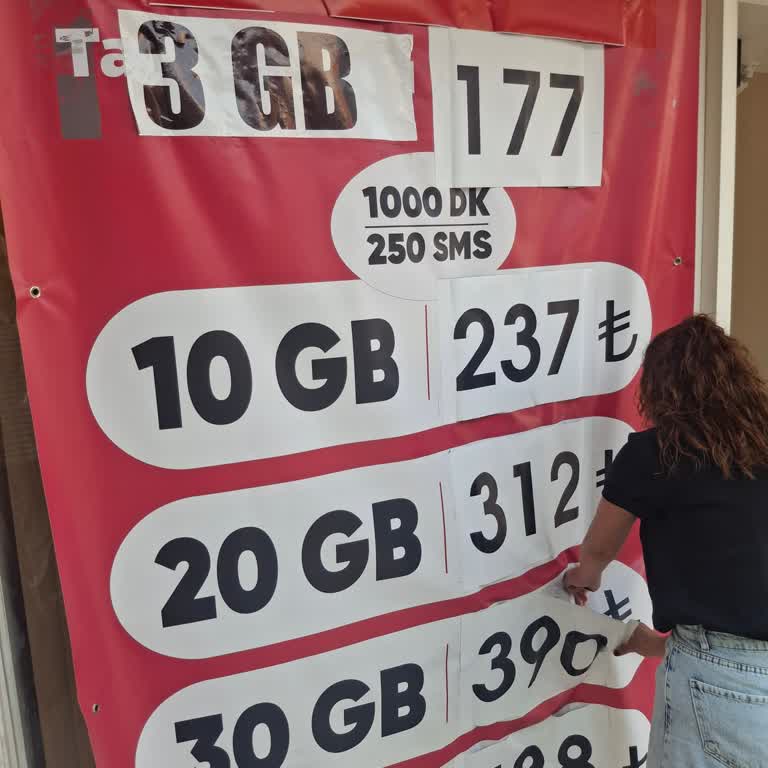 3 GB 177
1000 DK
250 SMS
10 GB 237 ₺
20 GB 312 ₺
30 GB 390 ₺